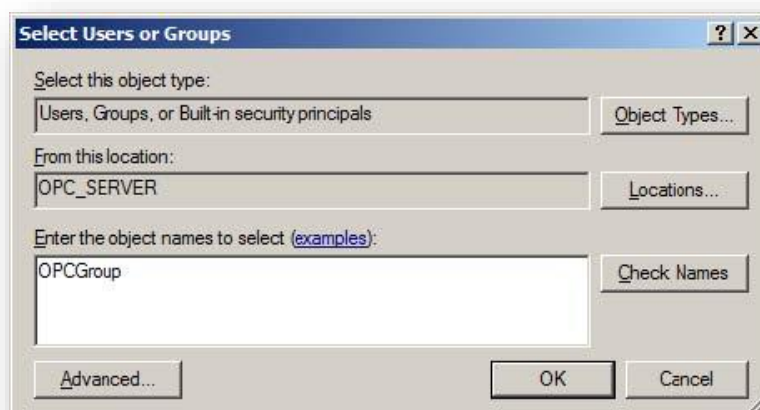 Select Users or Groups
Select this object type:
Users, Groups, or Built-in security principals
Object Types...
From this location:
OPC_SERVER
Locations...
Enter the object names to select (examples):
OPCGroup
Check Names
Advanced...
OK
Cancel